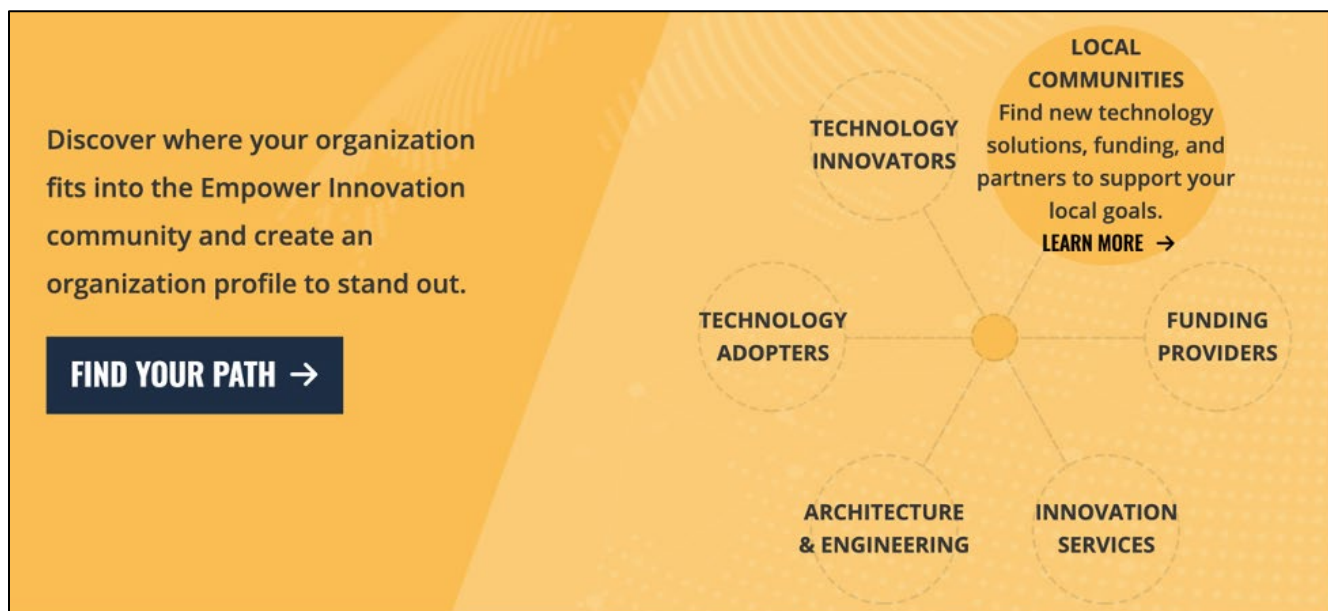 Discover where your organization
fits into the Empower Innovation
community and create an
organization profile to stand out.
FIND YOUR PATH →
LOCAL
COMMUNITIES
Find new technology
solutions, funding, and
partners to support your
local goals.
LEARN MORE →
TECHNOLOGY
INNOVATORS
TECHNOLOGY
ADOPTERS
FUNDING
PROVIDERS
ARCHITECTURE
& ENGINEERING
INNOVATION
SERVICES